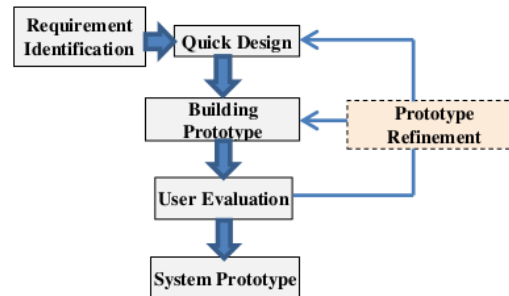 Requirement
Identification
Quick Design
Building
Prototype
Prototype
Refinement
User Evaluation
System Prototype